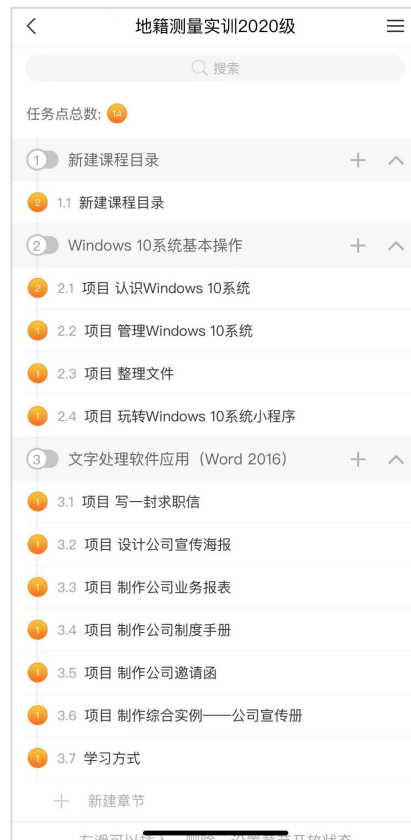 地籍测量实训2020级
搜索
任务点总数: 14
1 新建课程目录
2 1.1 新建课程目录
2 Windows 10系统基本操作
2 2.1 项目 认识Windows 10系统
1 2.2 项目 管理Windows 10系统
1 2.3 项目 整理文件
1 2.4 项目 玩转Windows 10系统小程序
3 文字处理软件应用（Word 2016）
1 3.1 项目 写一封求职信
1 3.2 项目 设计公司宣传海报
1 3.3 项目 制作公司业务报表
1 3.4 项目 制作公司制度手册
1 3.5 项目 制作公司邀请函
1 3.6 项目 制作综合实例——公司宣传册
1 3.7 学习方式
新建章节